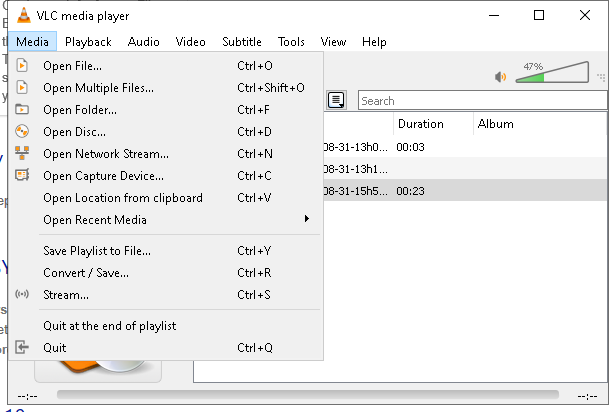 VLC media player
Media Playback Audio Video Subtitle Tools View Help
Open File... Ctrl+O
Open Multiple Files... Ctrl+Shift+O
Open Folder... Ctrl+F
Open Disc... Ctrl+D
Open Network Stream... Ctrl+N
Open Capture Device... Ctrl+C
Open Location from clipboard Ctrl+V
Open Recent Media
Save Playlist to File... Ctrl+Y
Convert / Save... Ctrl+R
Stream... Ctrl+S
Quit at the end of playlist
Quit Ctrl+Q
47%
Search
Duration Album
08-31-13h0... 00:03
08-31-13h1...
08-31-15h5... 00:23
--:-- --:--